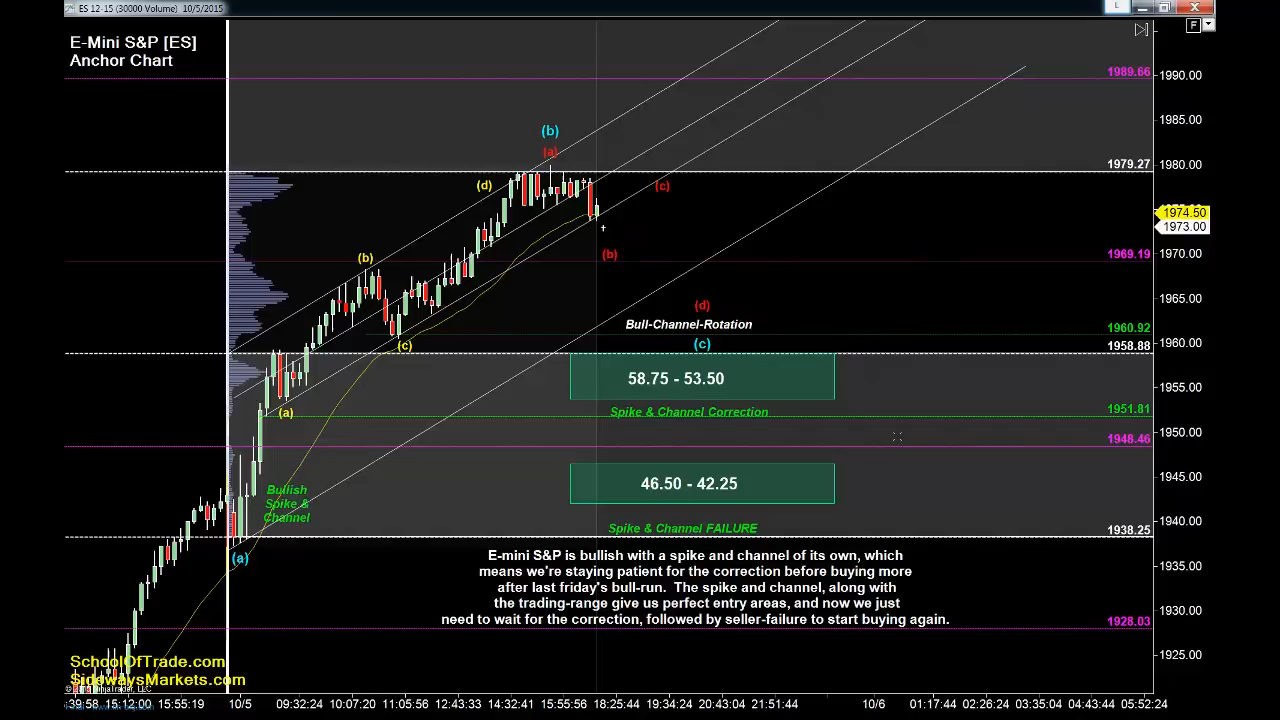 ES 12-15 (30000 Volume) 10/5/2015
L
F
E-Mini S&P [ES]
Anchor Chart
1989.66
1990.00
1985.00
(b)
(a)
1979.27
1980.00
(d)
(c)
1974.50
1973.00
(b)
(b)
1969.19
1970.00
1965.00
(d)
Bull-Channel-Rotation
1960.92
1960.00
(c)
(c)
1958.88
58.75 - 53.50
1955.00
(a)
Spike & Channel Correction
1951.81
1950.00
1948.46
1945.00
46.50 - 42.25
Bullish
Spike &
Channel
1940.00
Spike & Channel FAILURE
1938.25
(a)
1935.00
E-mini S&P is bullish with a spike and channel of its own, which
means we're staying patient for the correction before buying more
after last friday's bull-run. The spike and channel, along with
the trading-range give us perfect entry areas, and now we just
need to wait for the correction, followed by seller-failure to start buying again.
1930.00
1928.03
1925.00
SchoolOfTrade.com
SidewaysMarkets.com
39:58 15:12:00 15:55:19 10/5 09:32:24 10:07:20 11:05:56 12:43:33 14:32:41 15:55:56 18:25:44 19:34:24 20:43:04 21:51:44 10/6 01:17:44 02:26:24 03:35:04 04:43:44 05:52:24